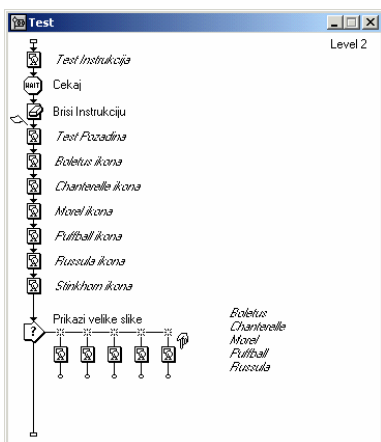 Test
Level 2
Test Instrukcija
WAIT
Cekaj
Brisi Instrukciju
Test Pozadina
Boletus ikona
Chanterelle ikona
Morel ikona
Puffball ikona
Russula ikona
Stinkhorn ikona
Prikazi velike slike
?
Boletus
Chanterelle
Morel
Puffball
Russula